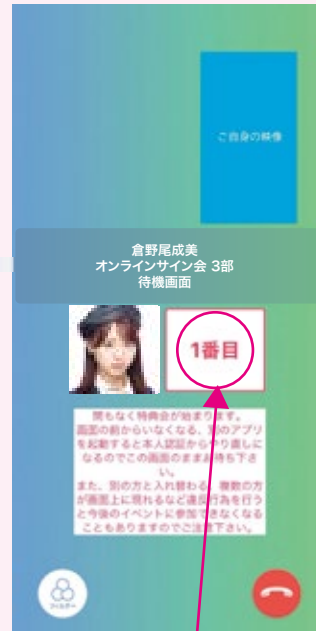 ご自身の映像
倉野尾成美
オンラインサイン会 3部
待機画面
1番目
間もなく特典会が始まります。
画面の前からいなくなる、別のアプリ
を起動すると本人認証からやり直しに
なるのでこの画面のままお待ち下さ
い。
また、別の方と入れ替わる、複数の方
が画面上に現れるなど違反行為を行う
と今後のイベントに参加できなくなる
こともありますのでご注意下さい。
フィルター